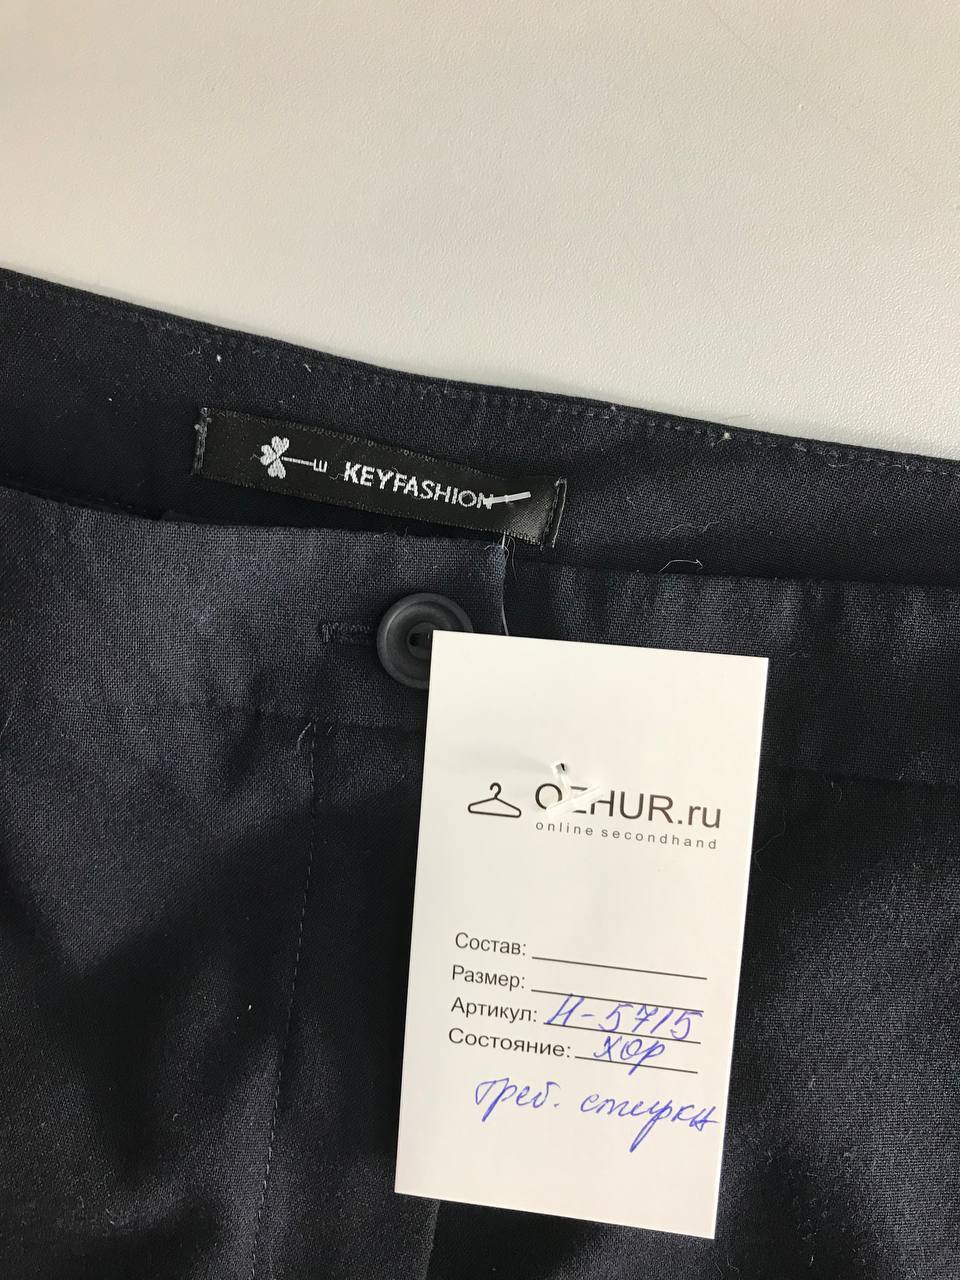 KEYFASHION
OZHUR.ru
online secondhand
Состав:
Размер:
Артикул: Н-5715
Состояние: хор
треб. стирки